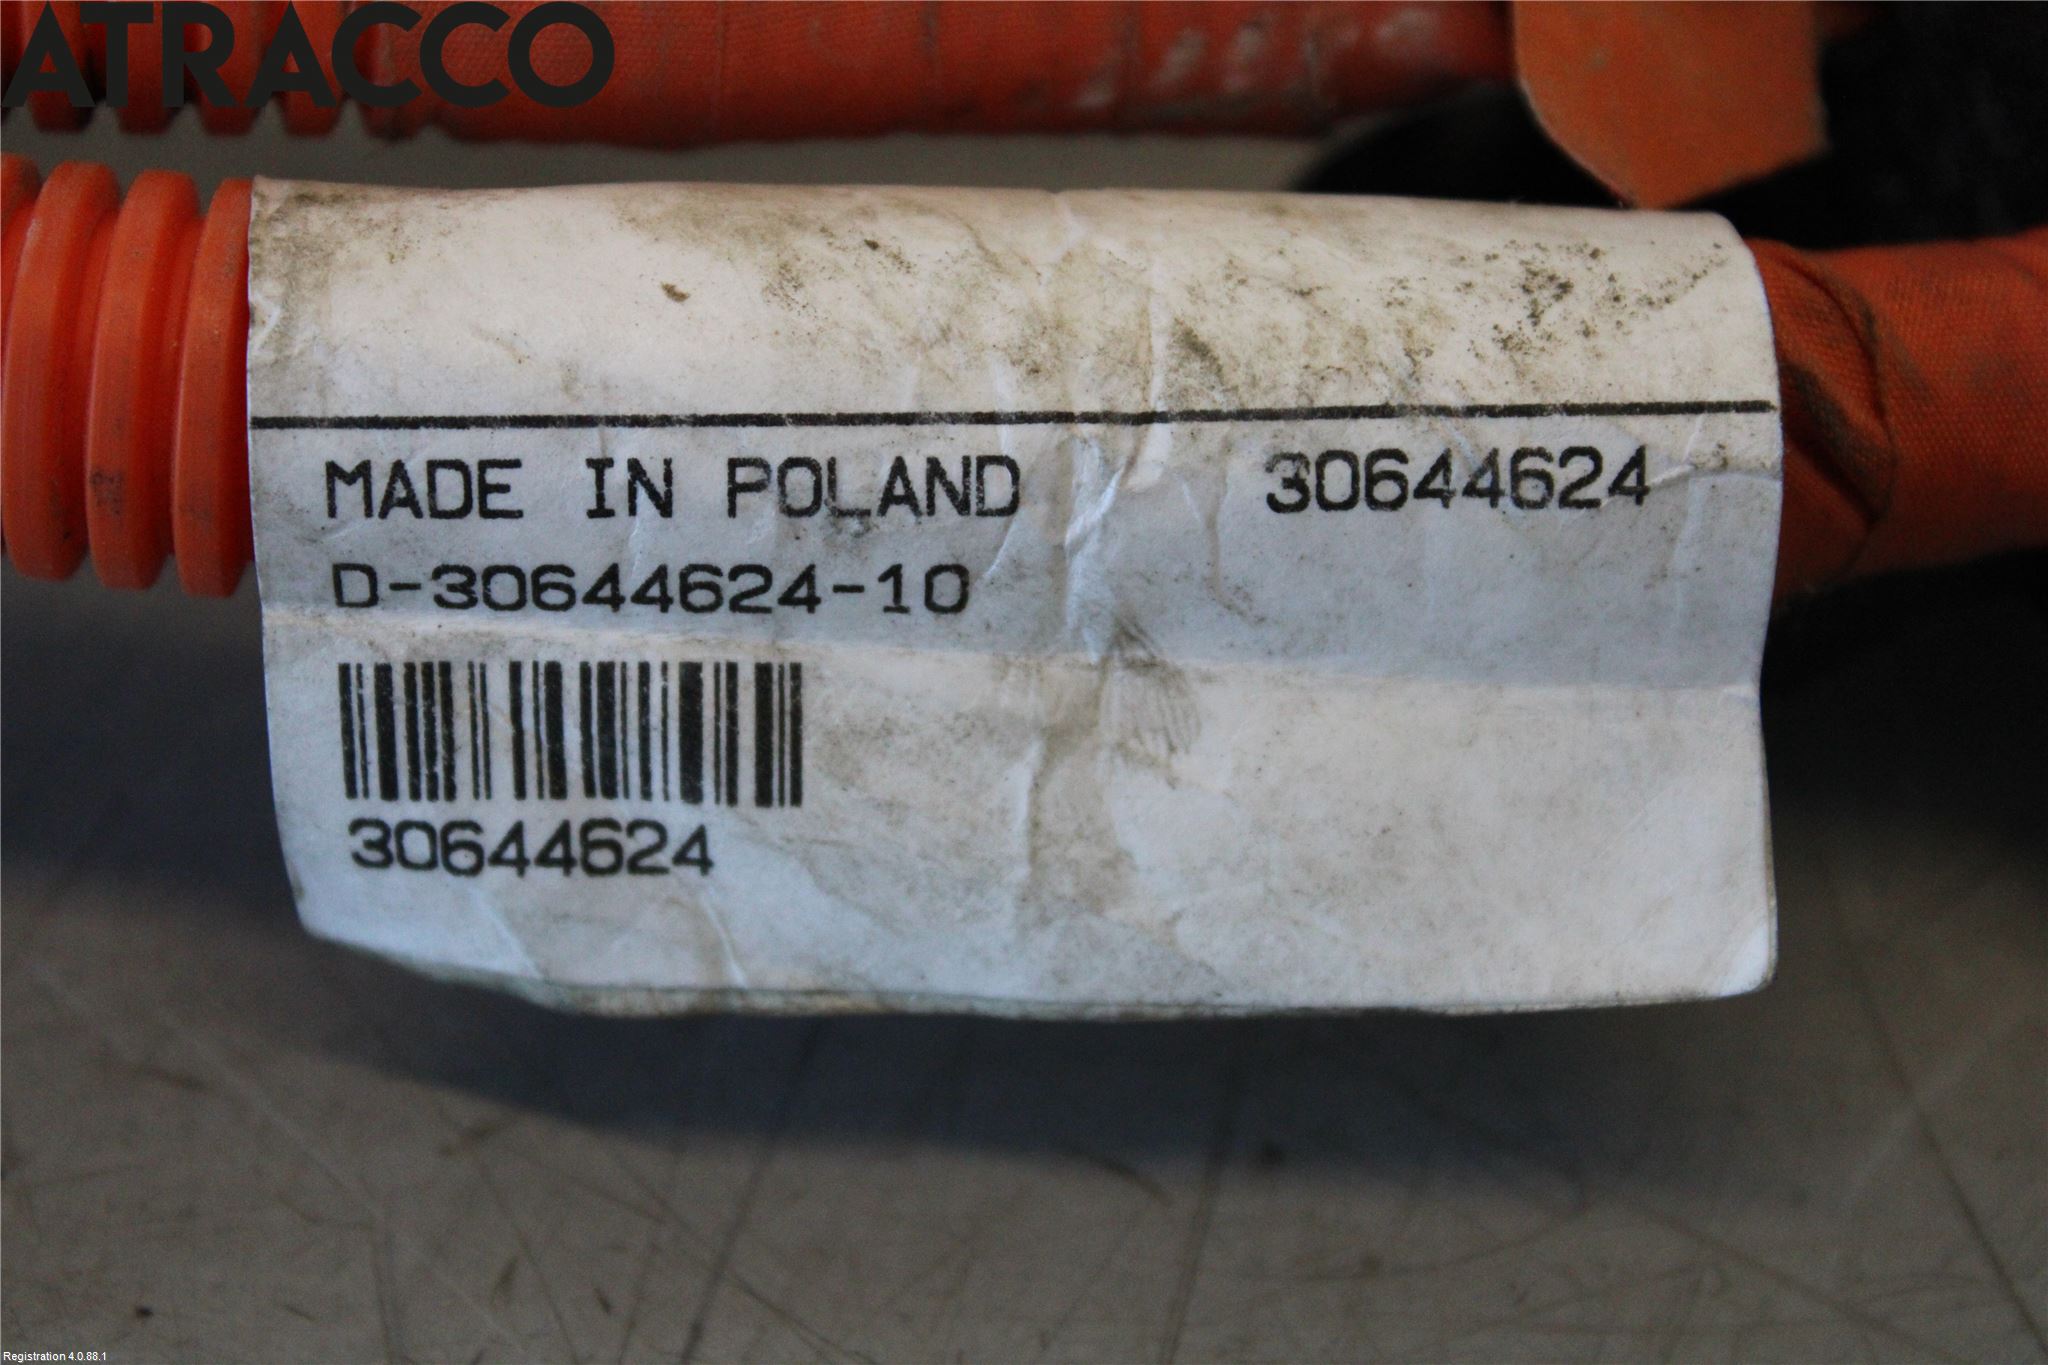 ATRACCO
MADE IN POLAND 30644624
D-30644624-10
30644624
Registration 4.0.88.1